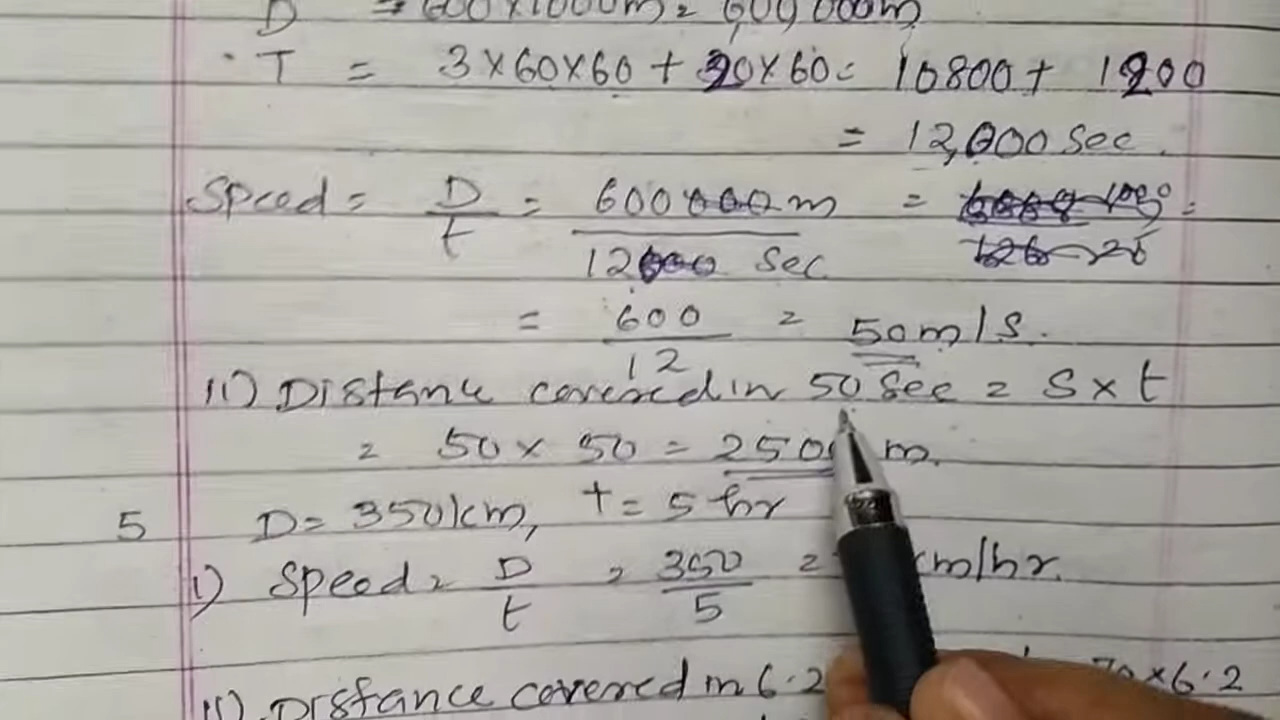 D = 600 x 1000m = 600,000m
T = 3 x 60 x 60 + 20 x 60 = 10800 + 1200
= 12,000 Sec.
Speed = D/t = 600000m / 12000 Sec =
= 600/12 = 50m/s.
ii) Distance covered in 50 Sec = S x t
= 50 x 50 = 2500 m.
5 D = 350km, t = 5 hr
i) Speed = D/t = 350/5 = km/hr.
ii) Distance covered in 6.2 70x6.2